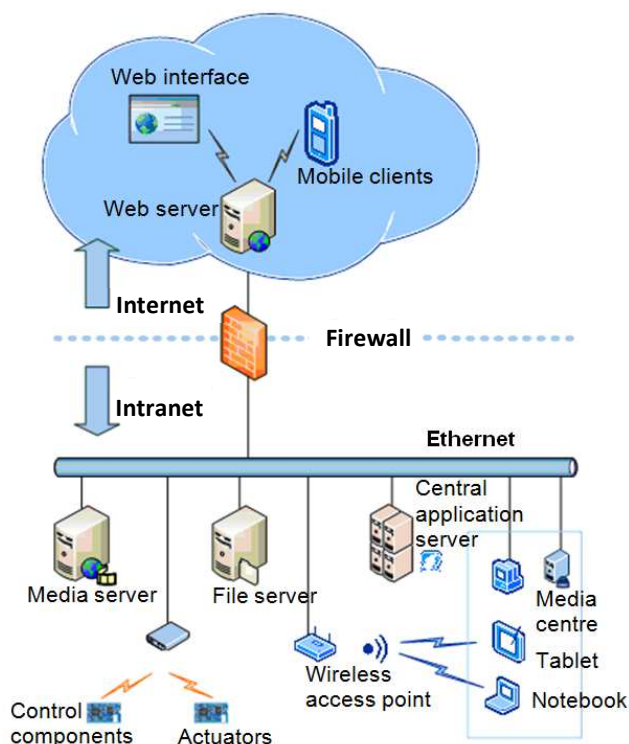 Web interface
Mobile clients
Web server
Internet
Firewall
Intranet
Ethernet
Central
application
server
Media server
File server
Media
centre
Wireless
access point
Tablet
Notebook
Control
components
Actuators